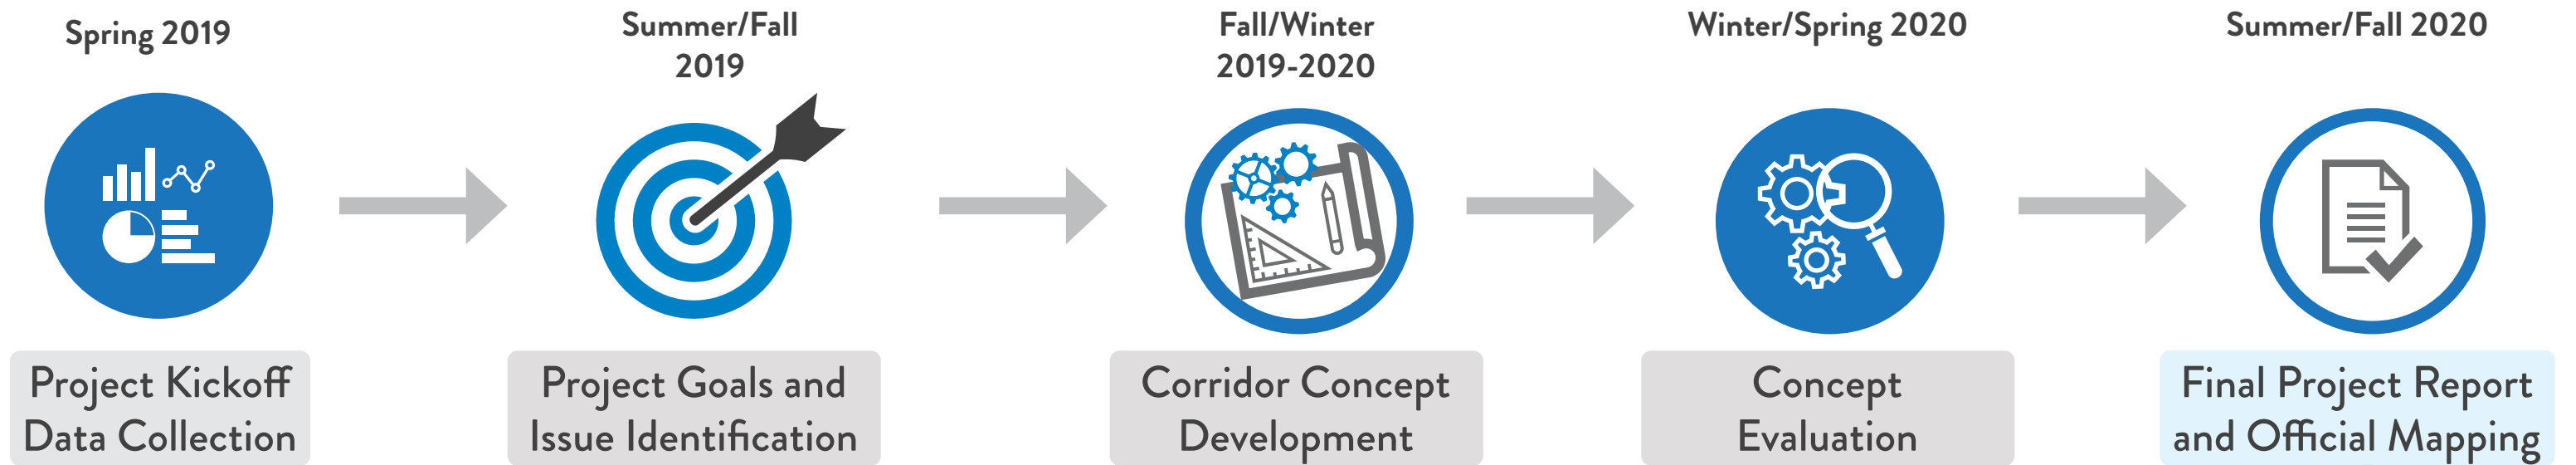 Spring 2019
Summer/Fall
2019
Fall/Winter
2019-2020
Winter/Spring 2020
Summer/Fall 2020
Project Kickoff
Data Collection
Project Goals and
Issue Identification
Corridor Concept
Development
Concept
Evaluation
Final Project Report
and Official Mapping